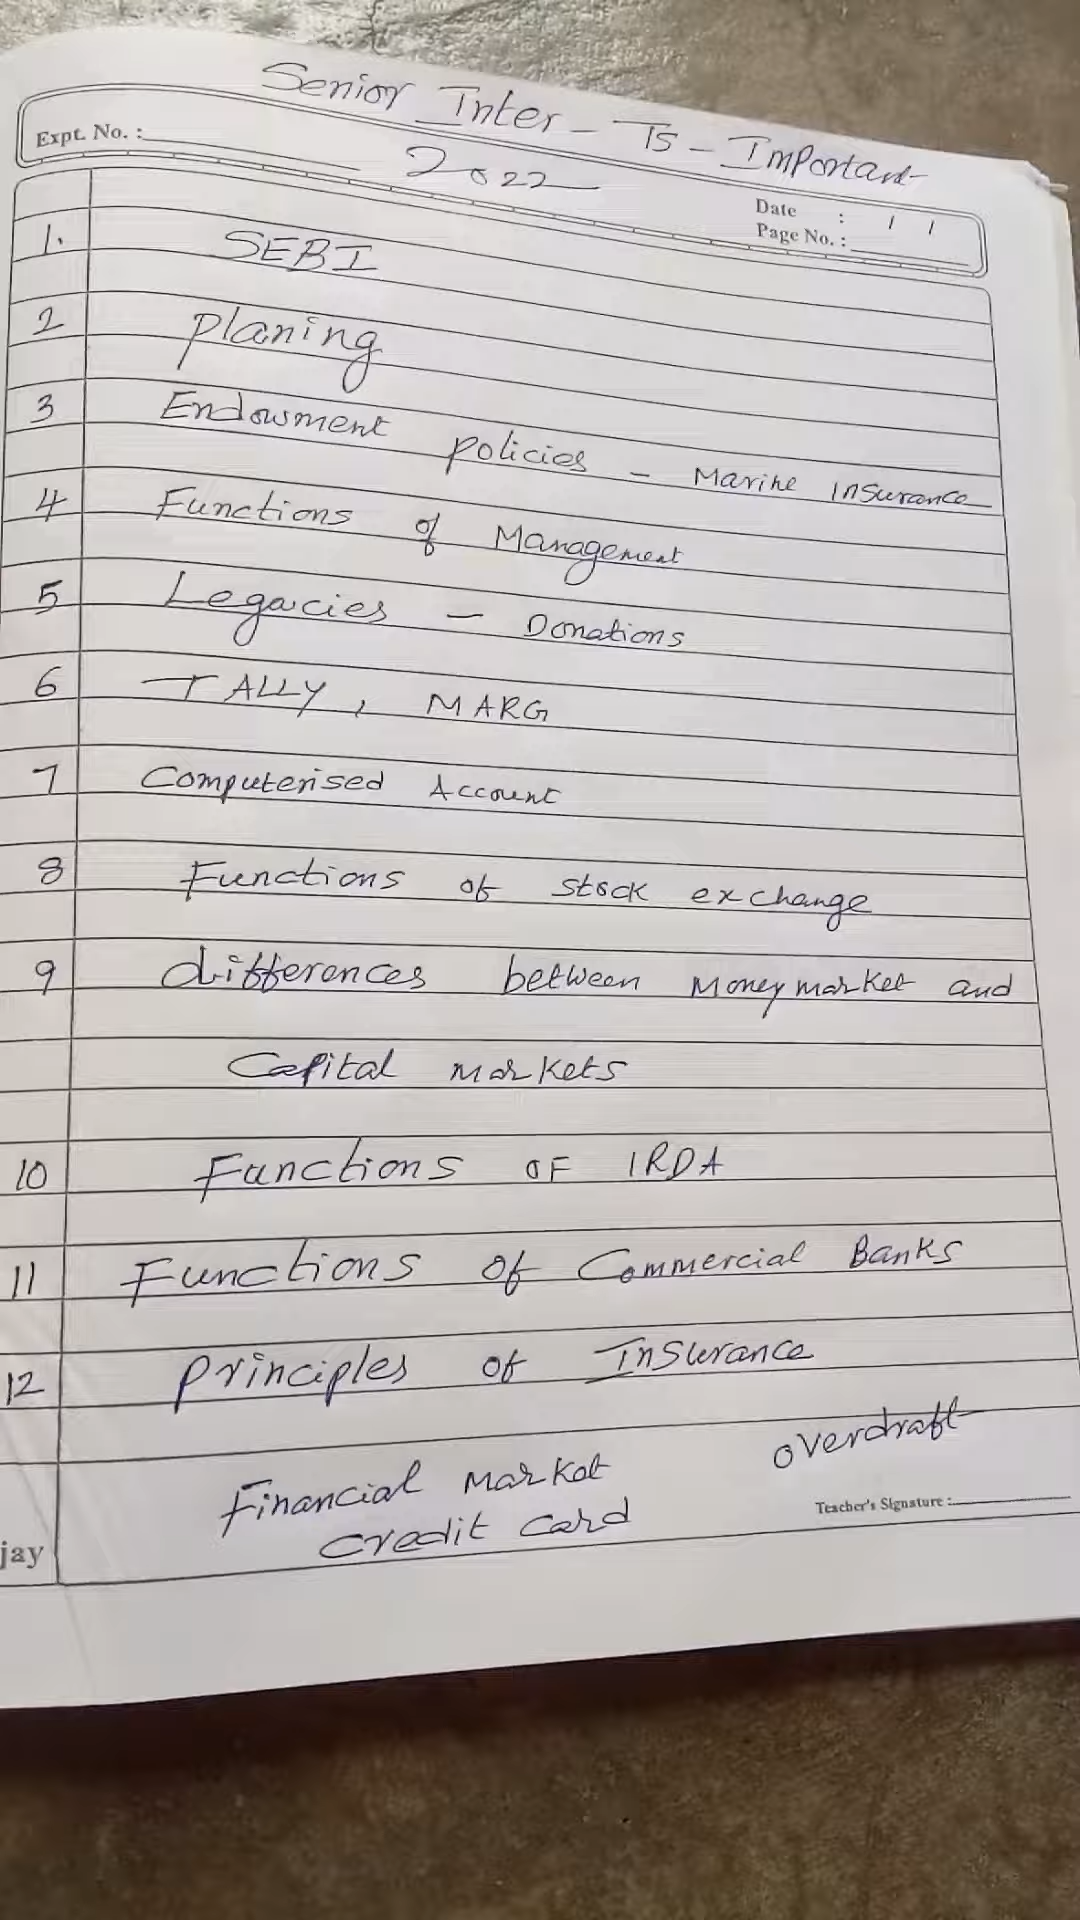 Senior Inter - TS - Important
2022
Expt. No. :
Date : / /
Page No. :
1. SEBI
2 Planing
3 Endowment policies - Marine Insurance
4 Functions of Management
5 Legacies - Donations
6 TALLY, MARG
7 Computerised Account
8 Functions of stock exchange
9 differences between Money market and
Capital markets
10 Functions OF IRDA
11 Functions of Commercial Banks
12 Principles of Insurance
Financial Market overdraft
Credit Card
Teacher's Signature :
jay